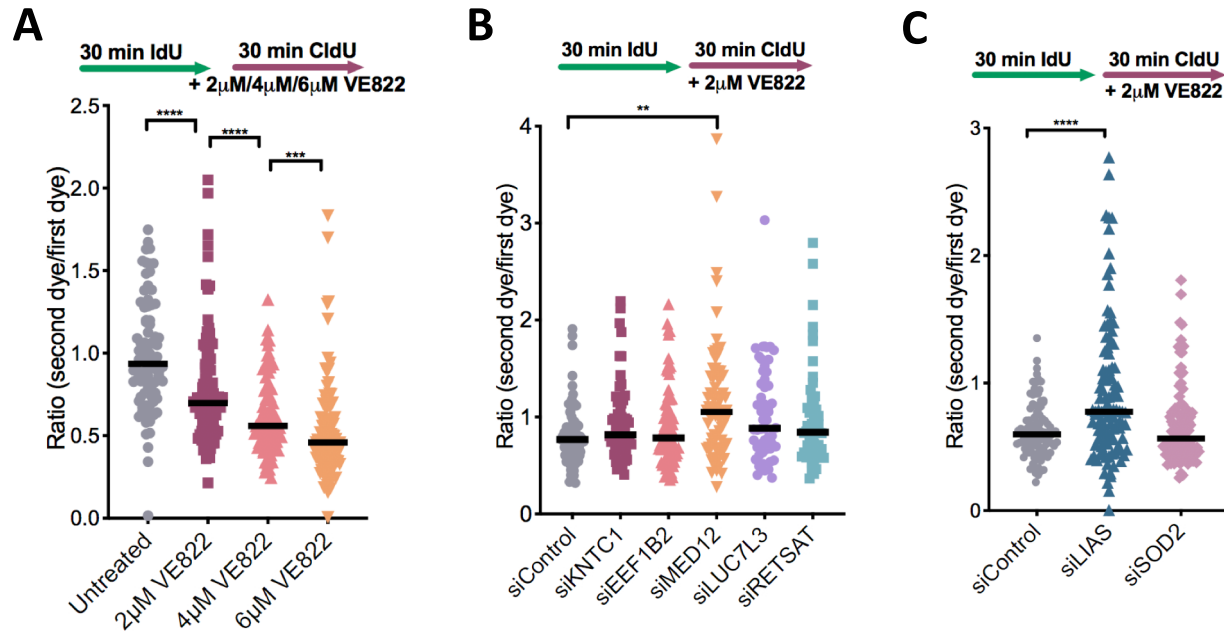 A
30 min IdU
30 min CldU
+ 2µM/4µM/6µM VE822
Ratio (second dye/first dye)
2.5
2.0
1.5
1.0
0.5
0.0
****
****
***
Untreated
2µM VE822
4µM VE822
6µM VE822
B
30 min IdU
30 min CldU
+ 2µM VE822
Ratio (second dye/first dye)
4
3
2
1
0
**
siControl
siKNTC1
siEEF1B2
siMED12
siLUC7L3
siRETSAT
C
30 min IdU
30 min CldU
+ 2µM VE822
Ratio (second dye/first dye)
3
2
1
0
****
siControl
siLIAS
siSOD2